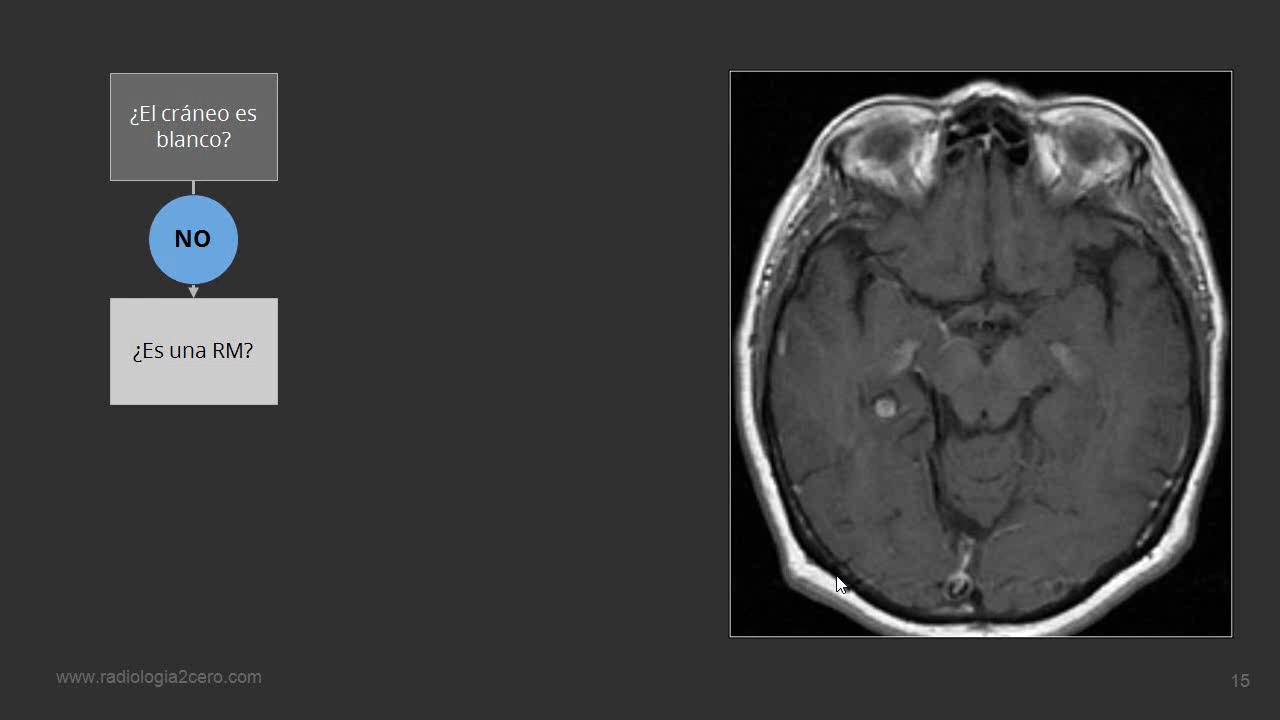 ¿El cráneo es
blanco?
NO
¿Es una RM?
www.radiologia2cero.com
15